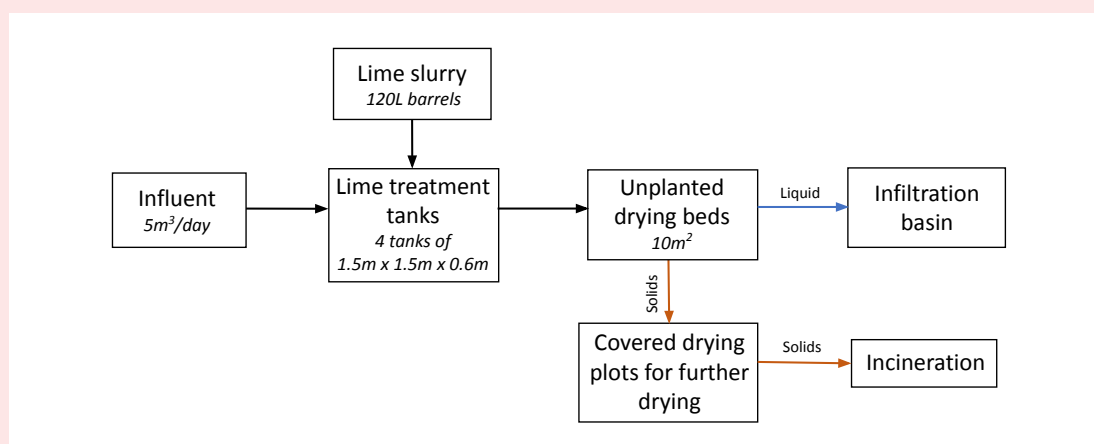 Lime slurry
120L barrels
Influent
5m³/day
Lime treatment
tanks
4 tanks of
1.5m x 1.5m x 0.6m
Unplanted
drying beds
10m²
Liquid
Infiltration
basin
Solids
Covered drying
plots for further
drying
Solids
Incineration